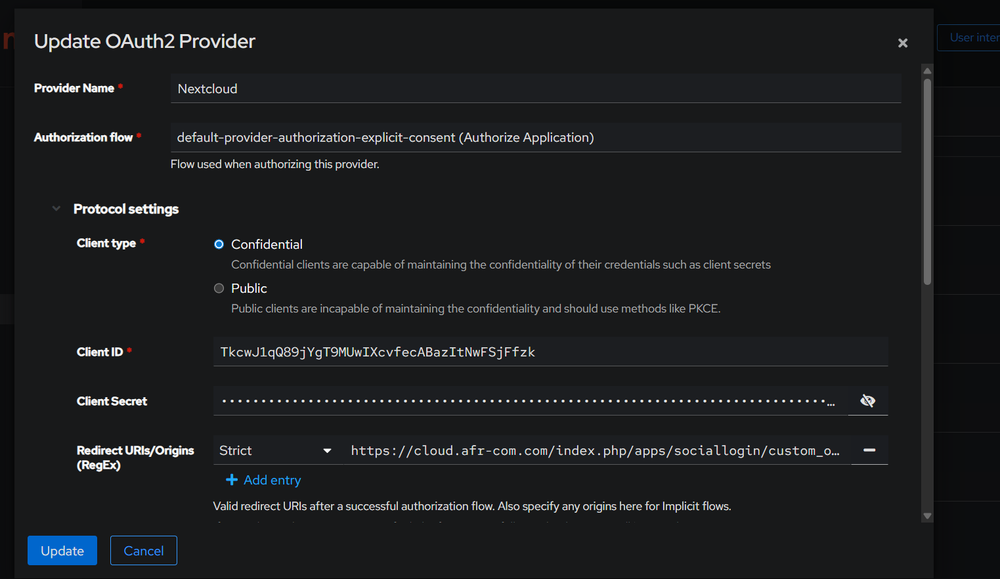 Update OAuth2 Provider
User inter
Provider Name *
Nextcloud
Authorization flow *
default-provider-authorization-explicit-consent (Authorize Application)
Flow used when authorizing this provider.
Protocol settings
Client type *
Confidential
Confidential clients are capable of maintaining the confidentiality of their credentials such as client secrets
Public
Public clients are incapable of maintaining the confidentiality and should use methods like PKCE.
Client ID *
TkcwJ1qQ89jYgT9MUwIXcvfecABazItNwFSjFfzk
Client Secret
Redirect URIs/Origins
(RegEx)
Strict
https://cloud.afr-com.com/index.php/apps/sociallogin/custom_o...
Add entry
Valid redirect URIs after a successful authorization flow. Also specify any origins here for Implicit flows.
Update
Cancel